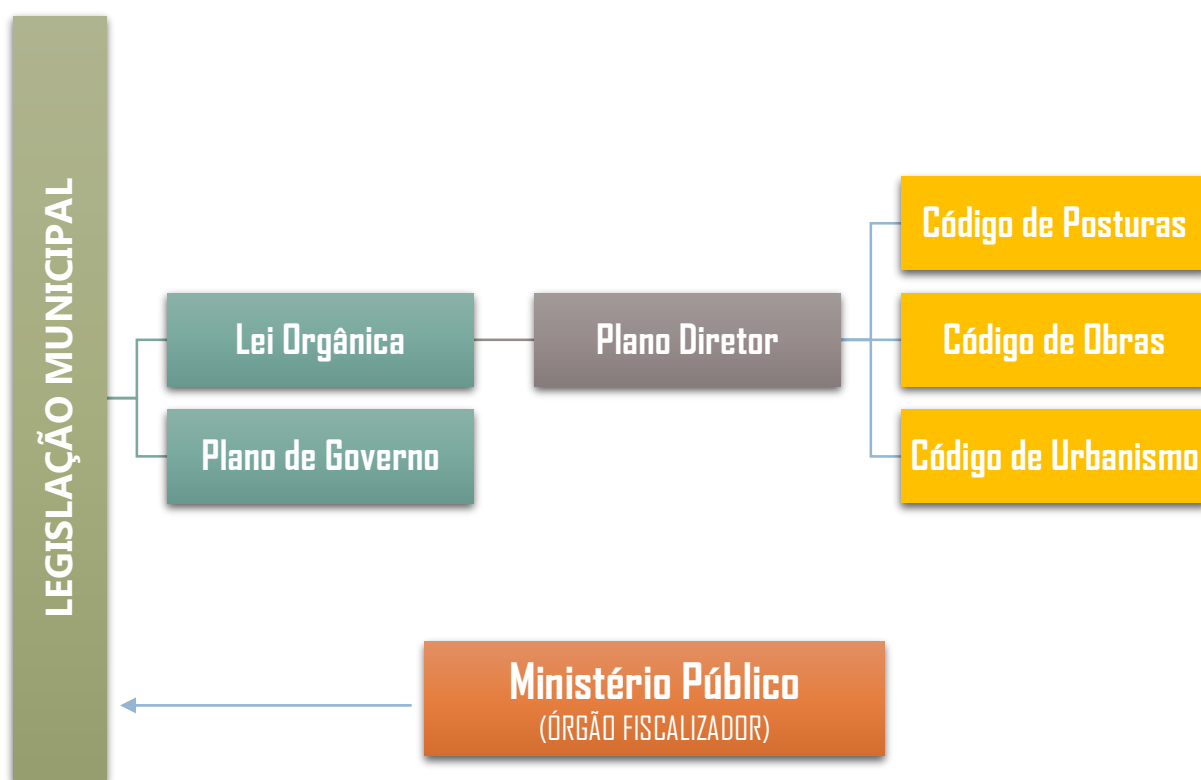 LEGISLAÇÃO MUNICIPAL
Lei Orgânica
Plano de Governo
Plano Diretor
Código de Posturas
Código de Obras
Código de Urbanismo
Ministério Público
(ÓRGÃO FISCALIZADOR)